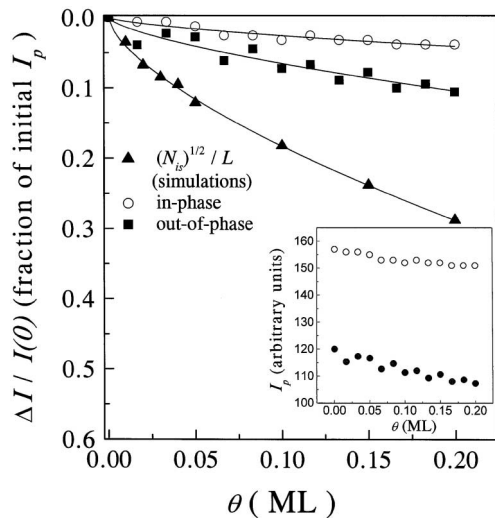 0.0
0.1
0.2
0.3
0.4
0.5
0.6
ΔI / I(0) (fraction of initial I_p)
(N_is)^1/2 / L
(simulations)
in-phase
out-of-phase
160
150
140
130
120
110
100
I_p (arbitrary units)
0.00 0.05 0.10 0.15 0.20
θ (ML)
0.00 0.05 0.10 0.15 0.20
θ ( ML)